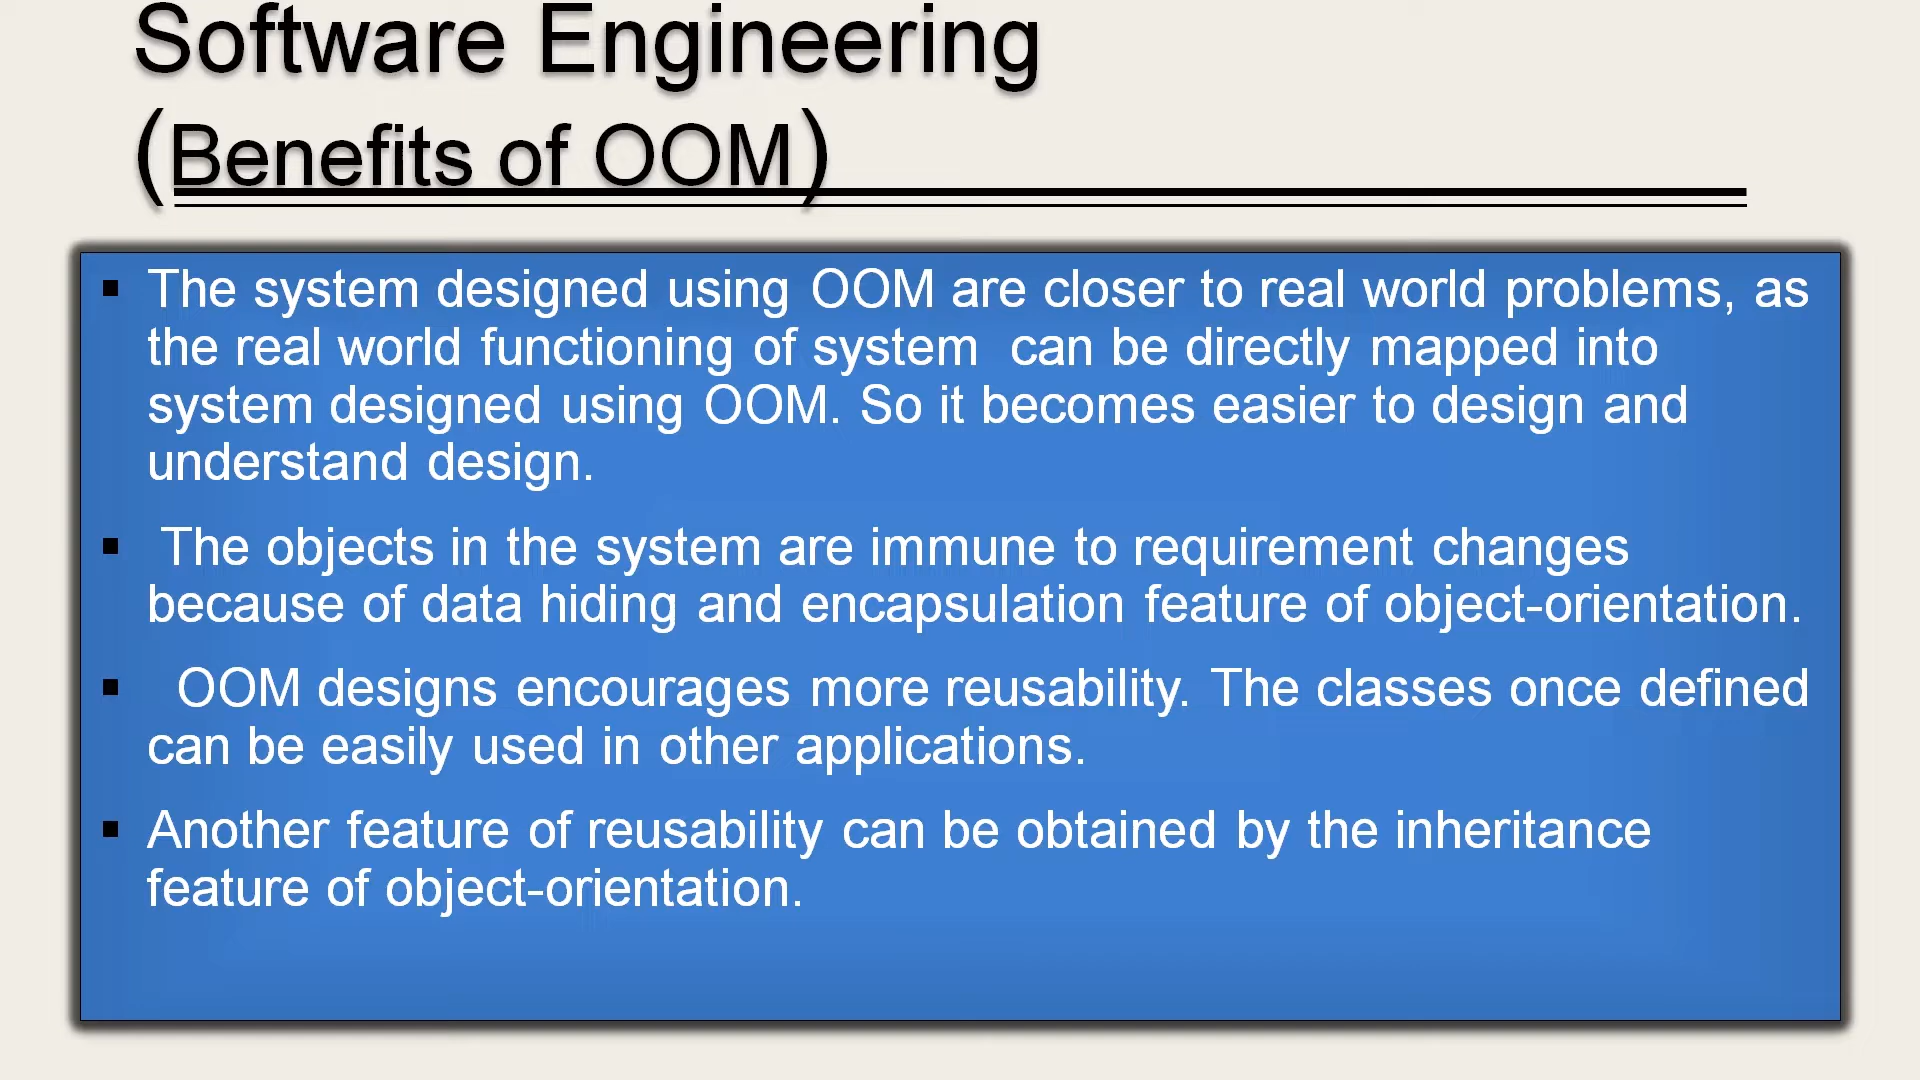 Software Engineering
(Benefits of OOM)
▪ The system designed using OOM are closer to real world problems, as
the real world functioning of system can be directly mapped into
system designed using OOM. So it becomes easier to design and
understand design.
▪ The objects in the system are immune to requirement changes
because of data hiding and encapsulation feature of object-orientation.
▪ OOM designs encourages more reusability. The classes once defined
can be easily used in other applications.
▪ Another feature of reusability can be obtained by the inheritance
feature of object-orientation.